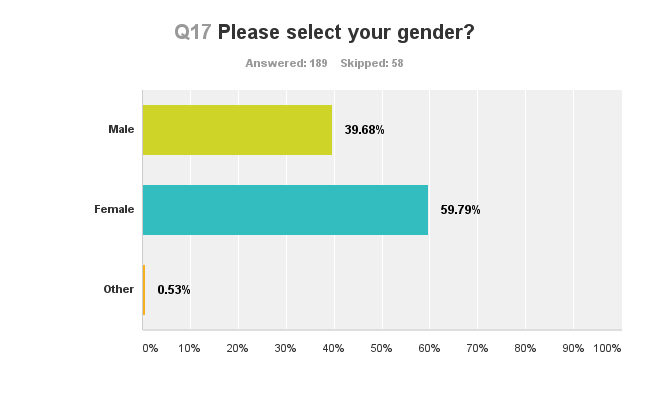 Q17 Please select your gender?
Answered: 189 Skipped: 58
Male 39.68%
Female 59.79%
Other 0.53%
0% 10% 20% 30% 40% 50% 60% 70% 80% 90% 100%